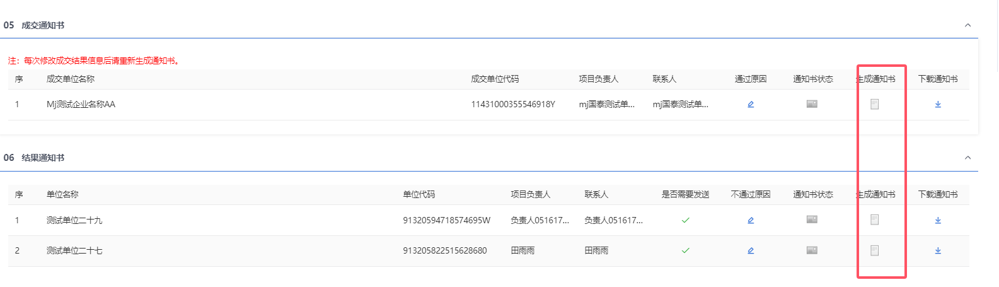 05 成交通知书
注：每次修改成交结果信息后请重新生成通知书。
序 成交单位名称 成交单位代码 项目负责人 联系人 通过原因 通知书状态 生成通知书 下载通知书
1 Mj测试企业名称AA 11431000355546918Y mj国泰测试单... mj国泰测试单...
06 结果通知书
序 单位名称 单位代码 项目负责人 联系人 是否需要发送 不通过原因 通知书状态 生成通知书 下载通知书
1 测试单位二十九 91320594718574695W 负责人051617... 负责人051617...
2 测试单位二十七 913205822515628680 田雨雨 田雨雨